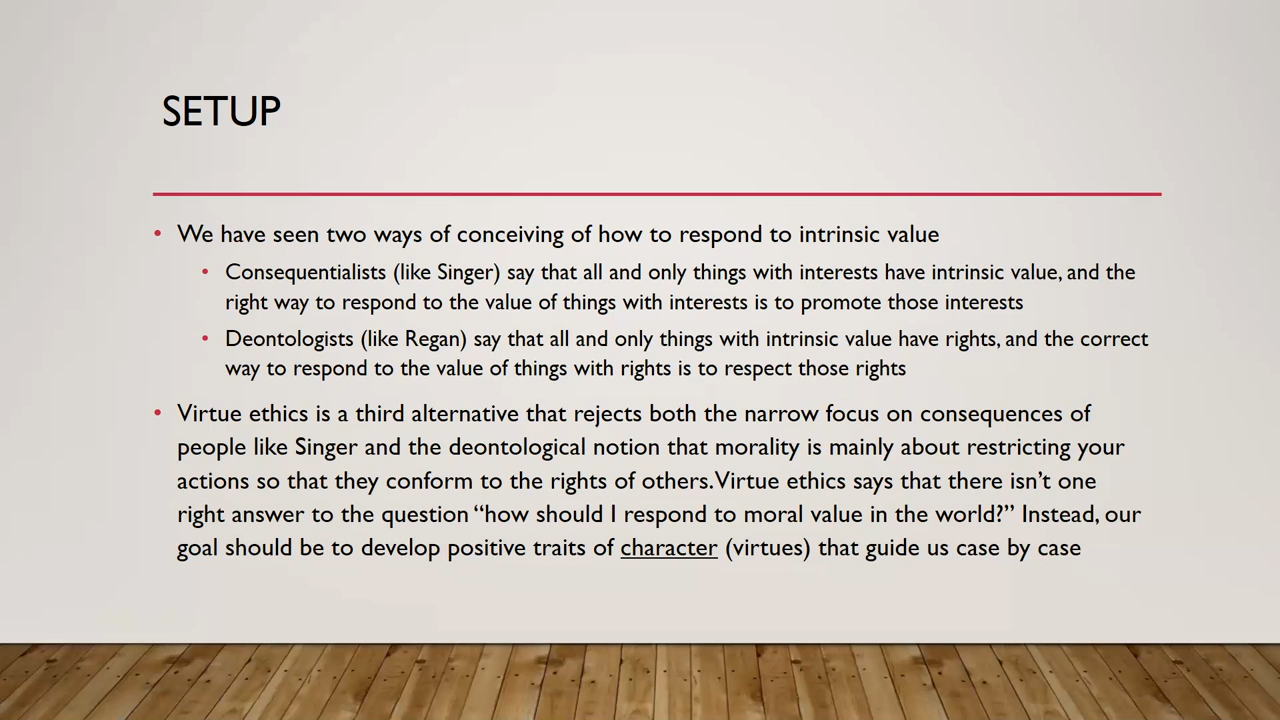 SETUP
• We have seen two ways of conceiving of how to respond to intrinsic value
• Consequentialists (like Singer) say that all and only things with interests have intrinsic value, and the
right way to respond to the value of things with interests is to promote those interests
• Deontologists (like Regan) say that all and only things with intrinsic value have rights, and the correct
way to respond to the value of things with rights is to respect those rights
• Virtue ethics is a third alternative that rejects both the narrow focus on consequences of
people like Singer and the deontological notion that morality is mainly about restricting your
actions so that they conform to the rights of others. Virtue ethics says that there isn’t one
right answer to the question “how should I respond to moral value in the world?” Instead, our
goal should be to develop positive traits of character (virtues) that guide us case by case